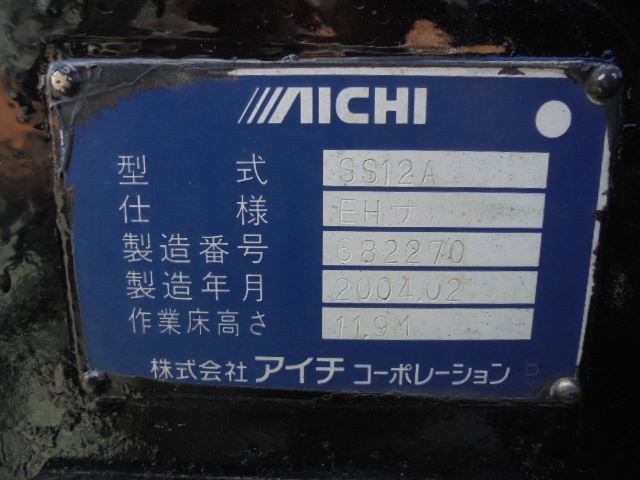 AICHI
型式 SS12A
仕様 EHサ
製造番号 682270
製造年月 2004.02
作業床高さ 11.9M
株式会社 アイチ コーポレーション B